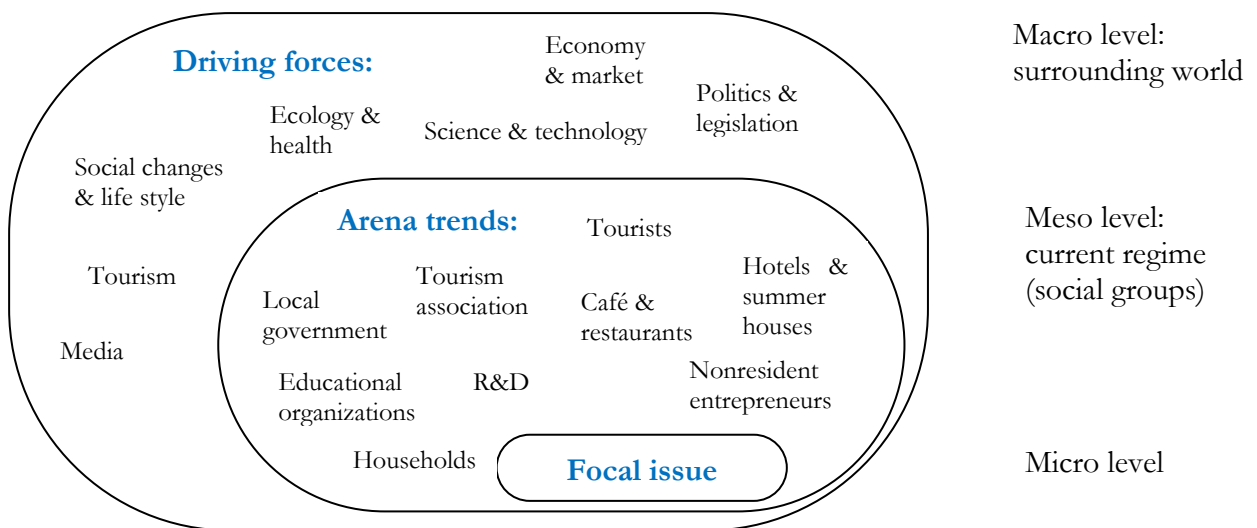 Driving forces:
Economy
& market
Politics &
legislation
Ecology &
health
Science & technology
Social changes
& life style
Tourism
Media
Arena trends:
Tourists
Hotels &
summer
houses
Tourism
association
Local
government
Café &
restaurants
Educational
organizations
R&D
Nonresident
entrepreneurs
Households
Focal issue
Macro level:
surrounding world
Meso level:
current regime
(social groups)
Micro level